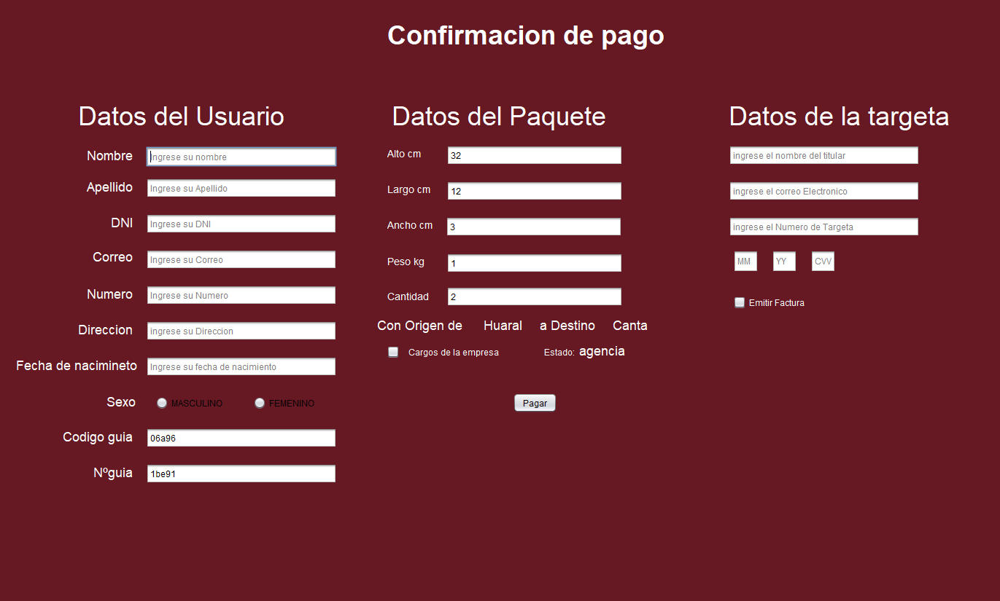 Confirmacion de pago
Datos del Usuario
Nombre Ingrese su nombre
Apellido Ingrese su Apellido
DNI Ingrese su DNI
Correo Ingrese su Correo
Numero Ingrese su Numero
Direccion ingrese su Direccion
Fecha de nacimineto Ingrese su fecha de nacimiento
Sexo MASCULINO FEMENINO
Codigo guia 06a96
Nºguia 1be91
Datos del Paquete
Alto cm 32
Largo cm 12
Ancho cm 3
Peso kg 1
Cantidad 2
Con Origen de Huaral a Destino Canta
Cargos de la empresa Estado: agencia
Pagar
Datos de la targeta
ingrese el nombre del titular
ingrese el correo Electronico
ingrese el Numero de Targeta
MM YY CVV
Emitir Factura